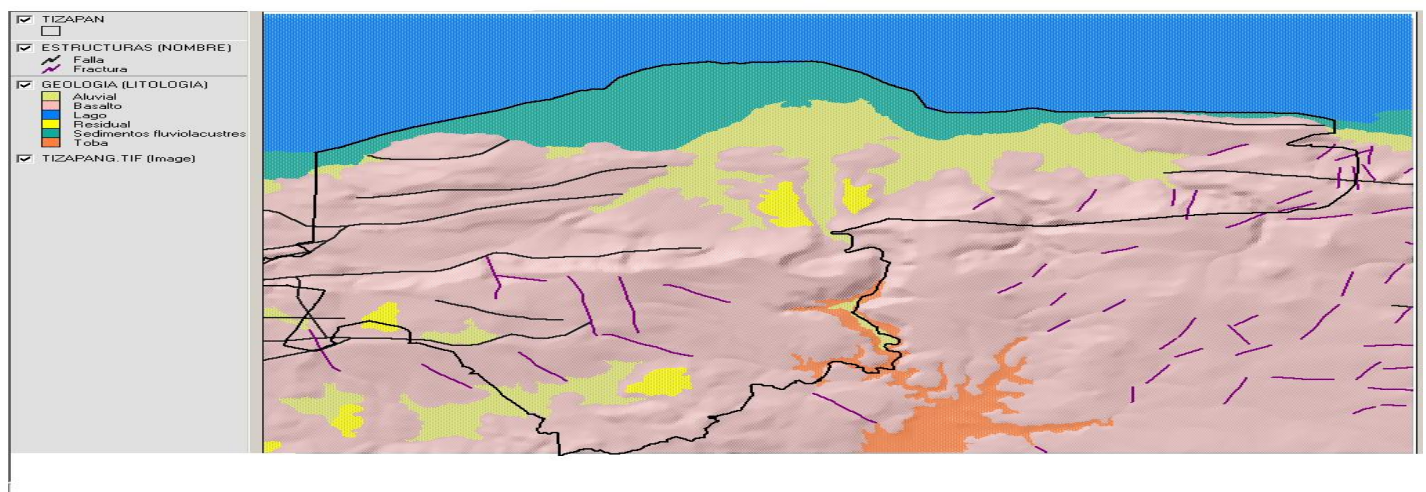 TIZAPAN
ESTRUCTURAS (NOMBRE)
Falla
Fractura
GEOLOGIA (LITOLOGIA)
Aluvial
Basalto
Lago
Residual
Sedimentos fluviolacustres
Toba
TIZAPANG.TIF (Image)